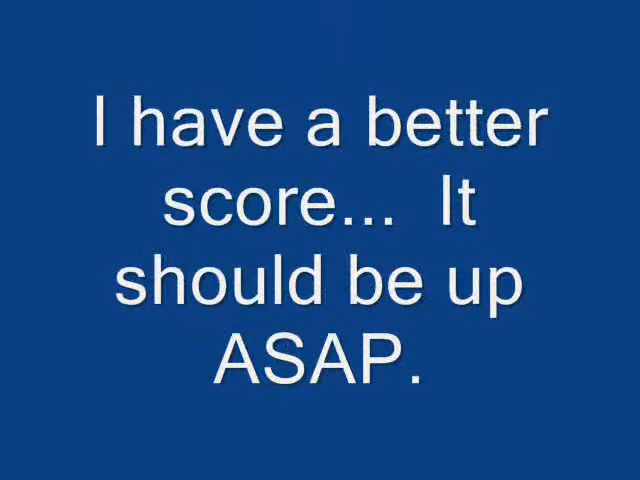 I have a better
score...  It
should be up
ASAP.